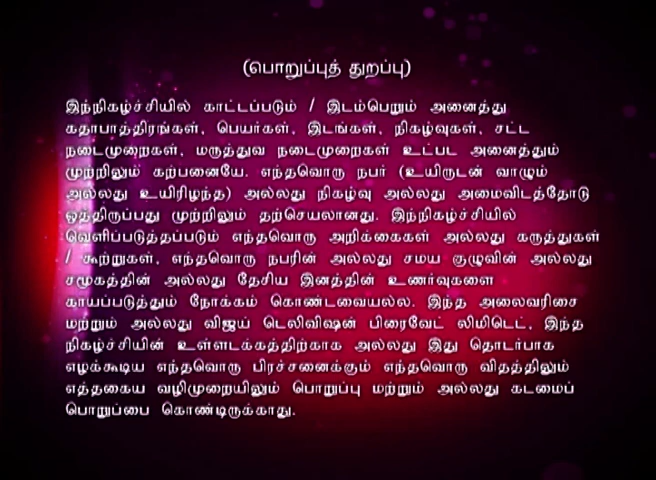 (பொறுப்புத் துறப்பு)
இந்நிகழ்ச்சியில் காட்டப்படும் / இடம்பெறும் அனைத்து
கதாபாத்திரங்கள், பெயர்கள், இடங்கள், நிகழ்வுகள், சட்ட
நடைமுறைகள், மருத்துவ நடைமுறைகள் உட்பட அனைத்தும்
முற்றிலும் கற்பனையே. எந்தவொரு நபர் (உயிருடன் வாழும்
அல்லது உயிரிழந்த) அல்லது நிகழ்வு அல்லது அமைவிடத்தோடு
ஒத்திருப்பது முற்றிலும் தற்செயலானது. இந்நிகழ்ச்சியில்
வெளிப்படுத்தப்படும் எந்தவொரு அறிக்கைகள் அல்லது கருத்துகள்
/ கூற்றுகள், எந்தவொரு நபரின் அல்லது சமய குழுவின் அல்லது
சமூகத்தின் அல்லது தேசிய இனத்தின் உணர்வுகளை
காயப்படுத்தும் நோக்கம் கொண்டவையல்ல. இந்த அலைவரிசை
மற்றும் அல்லது விஜய் டெலிவிஷன் பிரைவேட் லிமிடெட், இந்த
நிகழ்ச்சியின் உள்ளடக்கத்திற்காக அல்லது இது தொடர்பாக
எழக்கூடிய எந்தவொரு பிரச்சனைக்கும் எந்தவொரு விதத்திலும்
எத்தகைய வழிமுறையிலும் பொறுப்பு மற்றும் அல்லது கடமைப்
பொறுப்பை கொண்டிருக்காது.